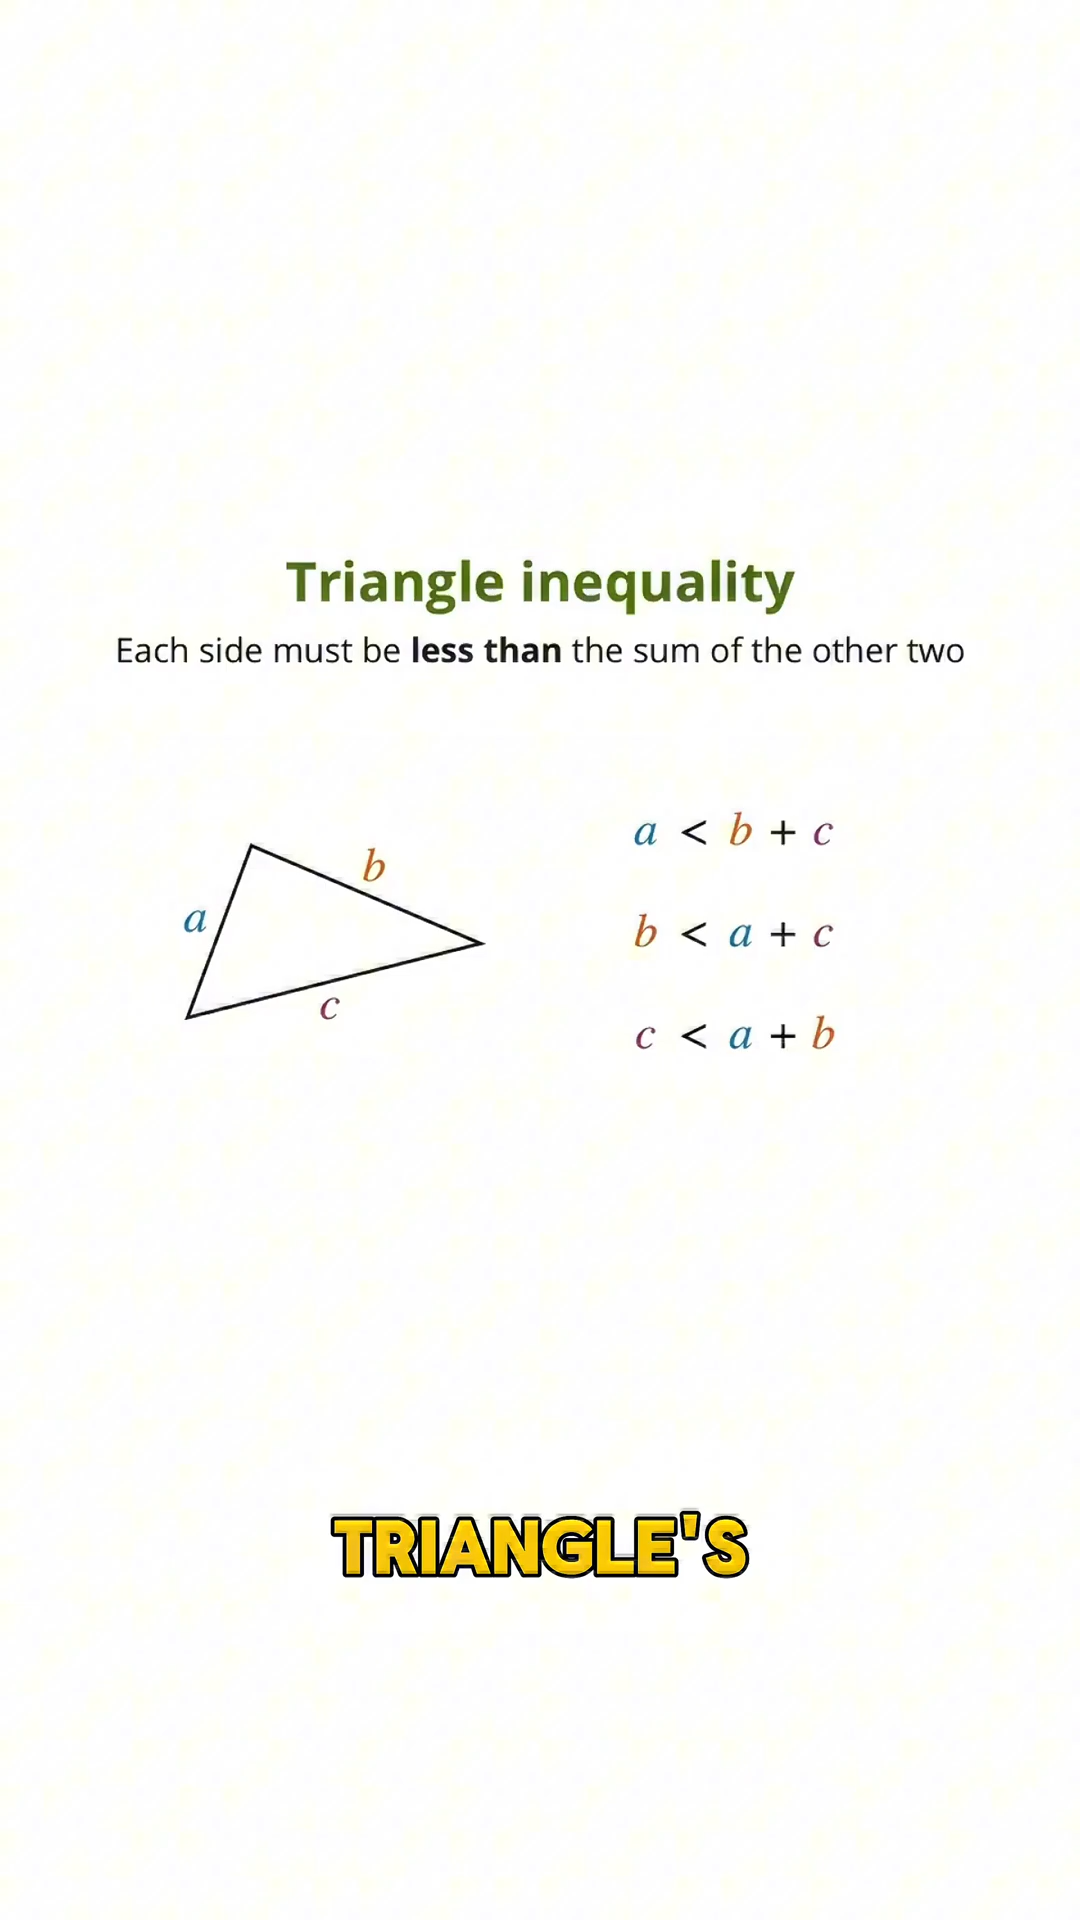 Triangle inequality
Each side must be less than the sum of the other two
a < b + c
b
a
b < a + c
c
c < a + b
TRIANGLE'S